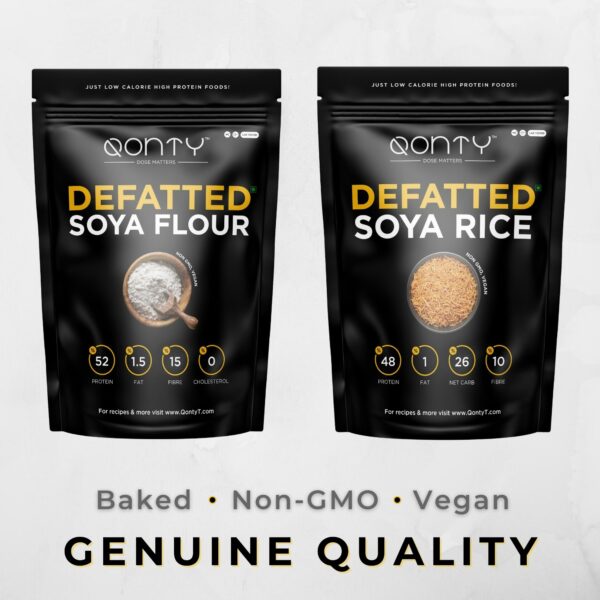 JUST LOW CALORIE HIGH PROTEIN FOODS!
QONTY™
DOSE MATTERS
DEFATTED
SOYA FLOUR
NON GMO, VEGAN
% % % %
52 1.5 15 0
PROTEIN FAT FIBRE CHOLESTEROL
For recipes & more visit www.QontyT.com
JUST LOW CALORIE HIGH PROTEIN FOODS!
QONTY™
DOSE MATTERS
DEFATTED
SOYA RICE
NON GMO, VEGAN
% % % %
48 1 26 10
PROTEIN FAT NET CARB FIBRE
For recipes & more visit www.QontyT.com
Baked • Non-GMO • Vegan
GENUINE QUALITY